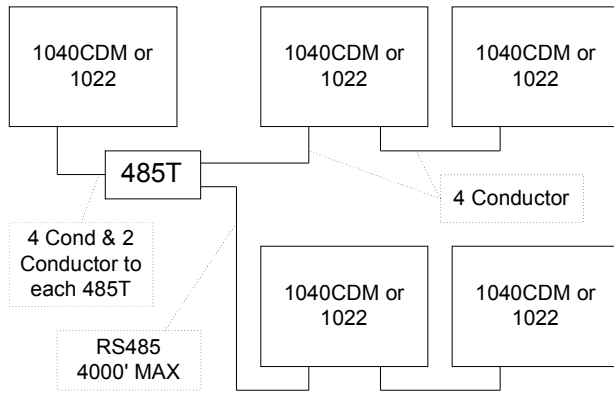 1040CDM or
1022
1040CDM or
1022
1040CDM or
1022
485T
4 Conductor
4 Cond & 2
Conductor to
each 485T
1040CDM or
1022
1040CDM or
1022
RS485
4000' MAX